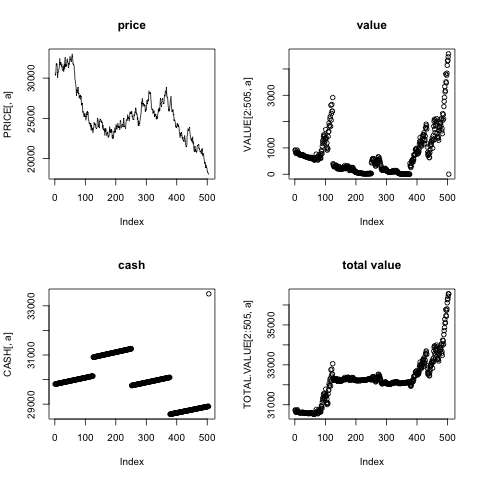 price
PRICE[, a]
30000
25000
20000
0 100 200 300 400 500
Index
value
VALUE[2:505, a]
3000
1000
0
0 100 200 300 400 500
Index
cash
CASH[, a]
33000
31000
29000
0 100 200 300 400 500
Index
total value
TOTAL.VALUE[2:505, a]
35000
33000
31000
0 100 200 300 400 500
Index